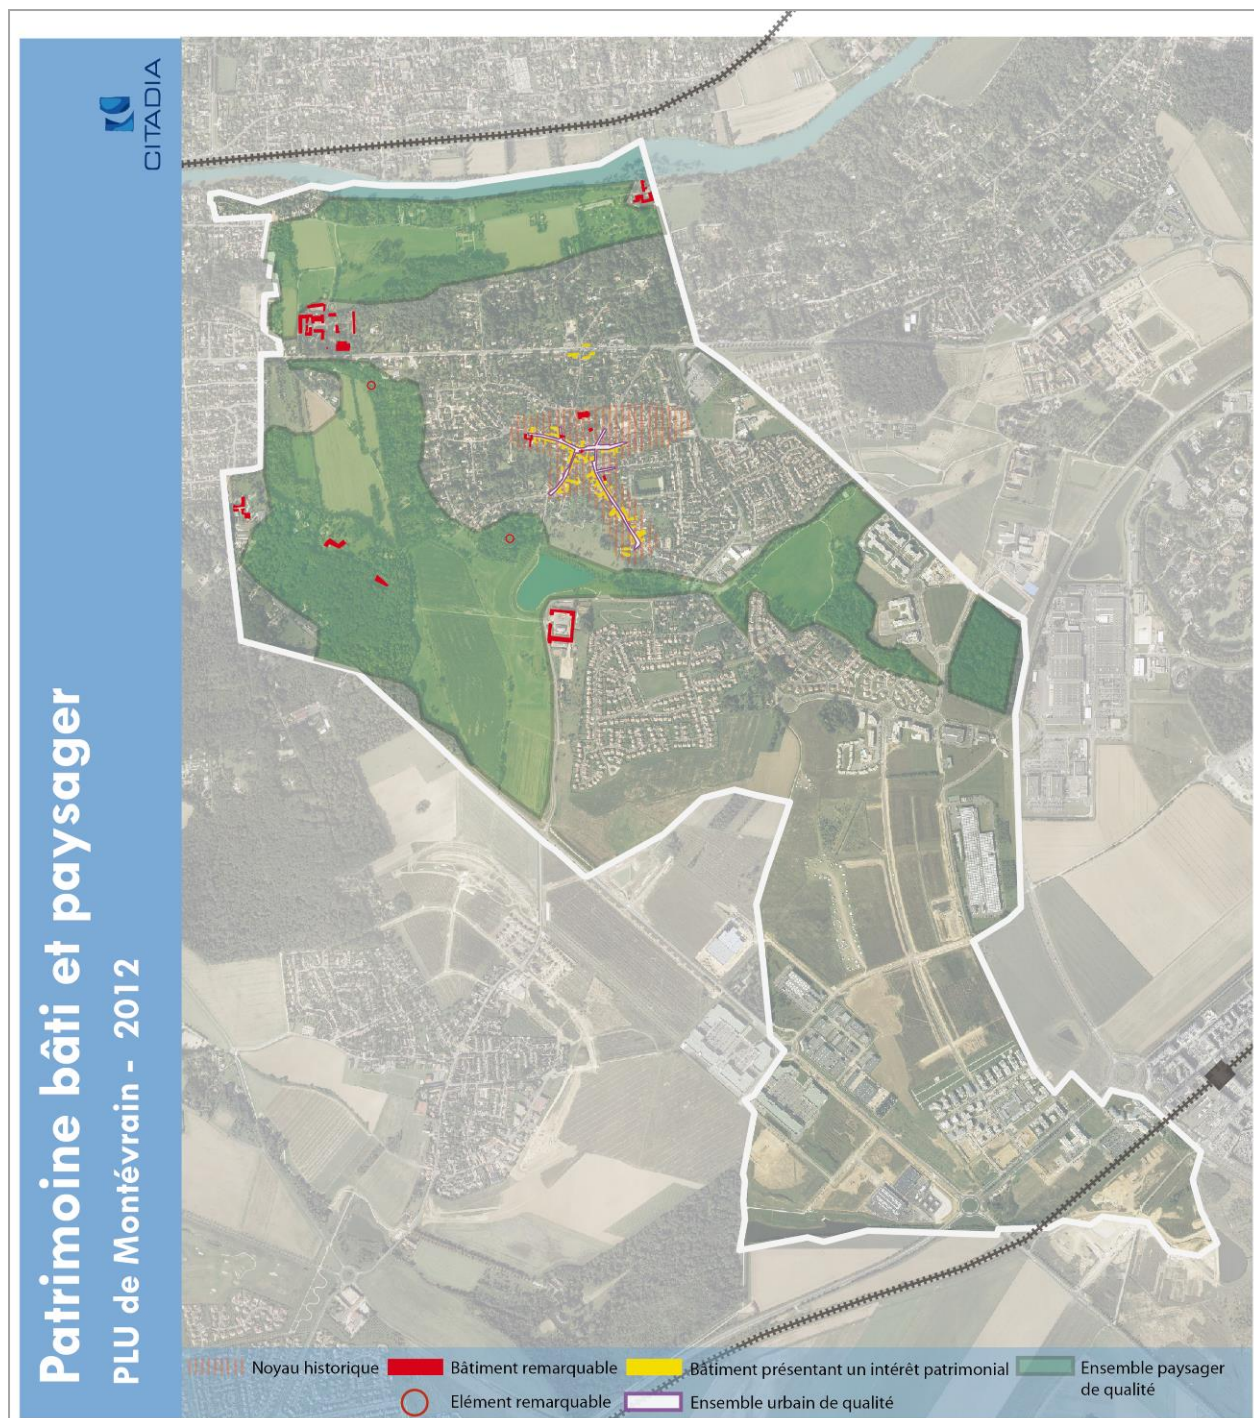 Patrimoine bâti et paysager
PLU de Montévrain - 2012
CITADIA
Noyau historique
Bâtiment remarquable
Bâtiment présentant un intérêt patrimonial
Ensemble paysager
de qualité
Elément remarquable
Ensemble urbain de qualité